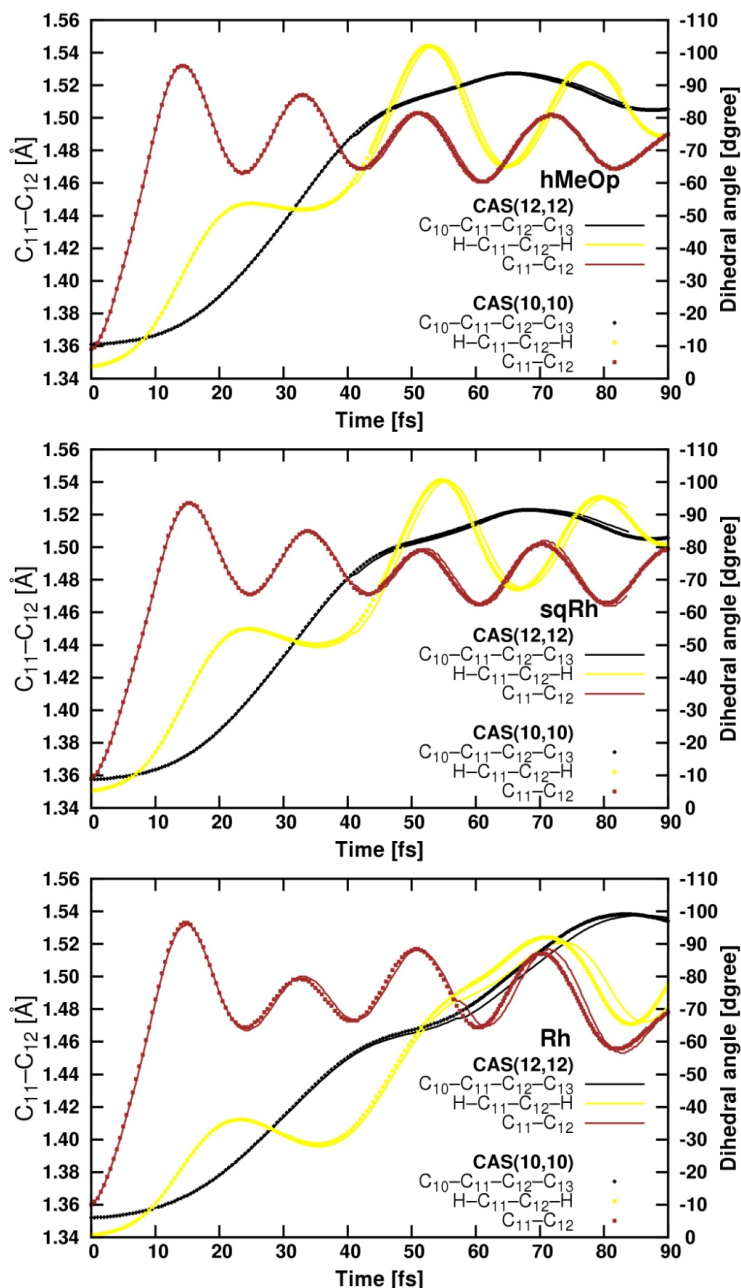 C₁₁–C₁₂ [Å]
1.56
1.54
1.52
1.50
1.48
1.46
1.44
1.42
1.40
1.38
1.36
1.34
hMeOp
CAS(12,12)
C₁₀–C₁₁–C₁₂–C₁₃
H–C₁₁–C₁₂–H
C₁₁–C₁₂
CAS(10,10)
C₁₀–C₁₁–C₁₂–C₁₃
H–C₁₁–C₁₂–H
C₁₁–C₁₂
-110
-100
-90
-80
-70
-60
-50
-40
-30
-20
-10
0
Dihedral angle [dgree]
0 10 20 30 40 50 60 70 80 90
Time [fs]
C₁₁–C₁₂ [Å]
1.56
1.54
1.52
1.50
1.48
1.46
1.44
1.42
1.40
1.38
1.36
1.34
sqRh
CAS(12,12)
C₁₀–C₁₁–C₁₂–C₁₃
H–C₁₁–C₁₂–H
C₁₁–C₁₂
CAS(10,10)
C₁₀–C₁₁–C₁₂–C₁₃
H–C₁₁–C₁₂–H
C₁₁–C₁₂
-110
-100
-90
-80
-70
-60
-50
-40
-30
-20
-10
0
Dihedral angle [dgree]
0 10 20 30 40 50 60 70 80 90
Time [fs]
C₁₁–C₁₂ [Å]
1.56
1.54
1.52
1.50
1.48
1.46
1.44
1.42
1.40
1.38
1.36
1.34
Rh
CAS(12,12)
C₁₀–C₁₁–C₁₂–C₁₃
H–C₁₁–C₁₂–H
C₁₁–C₁₂
CAS(10,10)
C₁₀–C₁₁–C₁₂–C₁₃
H–C₁₁–C₁₂–H
C₁₁–C₁₂
-110
-100
-90
-80
-70
-60
-50
-40
-30
-20
-10
0
Dihedral angle [dgree]
0 10 20 30 40 50 60 70 80 90
Time [fs]